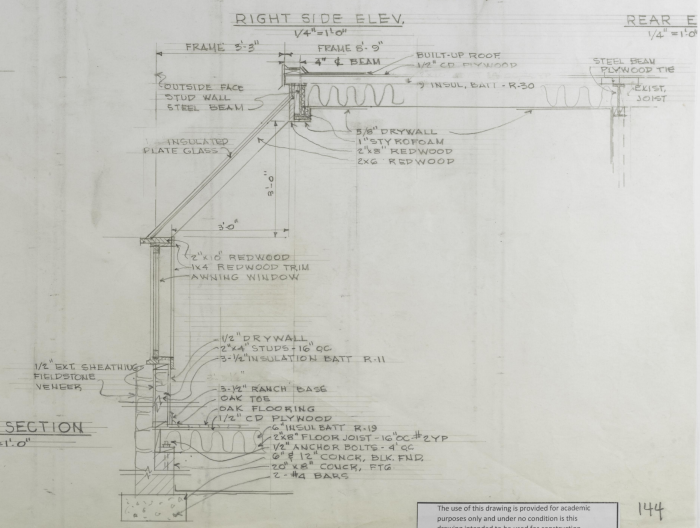 RIGHT SIDE ELEV.
1/4"=1'0"
REAR E
1/4"=1'0"
FRAME 3'-3"
FRAME 8'-9"
4" ℄ BEAM
BUILT-UP ROOF
1/2" CD PLYWOOD
9" INSUL, BATT - R-30
STEEL BEAM
PLYWOOD TIE
EXIST.
JOIST
OUTSIDE FACE
STUD WALL
STEEL BEAM
INSULATED
PLATE GLASS
5/8" DRYWALL
1" STYROFOAM
2"x8" REDWOOD
2x6 REDWOOD
3'0"
2"x10" REDWOOD
1x4 REDWOOD TRIM
AWNING WINDOW
1/2" DRYWALL
2"x4" STUDS-16" OC
3-1/2" INSULATION BATT R-11
1/2" EXT. SHEATHING
FIELDSTONE
VENEER
3-1/2" RANCH BASE
OAK TOE
OAK FLOORING
1/2" CD PLYWOOD
6" INSUL BATT R-19
2"x8" FLOOR JOIST-16"OC-#2YP
1/2" ANCHOR BOLTS-4' OC
6" & 12" CONCR. BLK. FND.
20" x 8" CONCR. FTG
2-#4 BARS
SECTION
=1'-0"
The use of this drawing is provided for academic
purposes only and under no condition is this
144